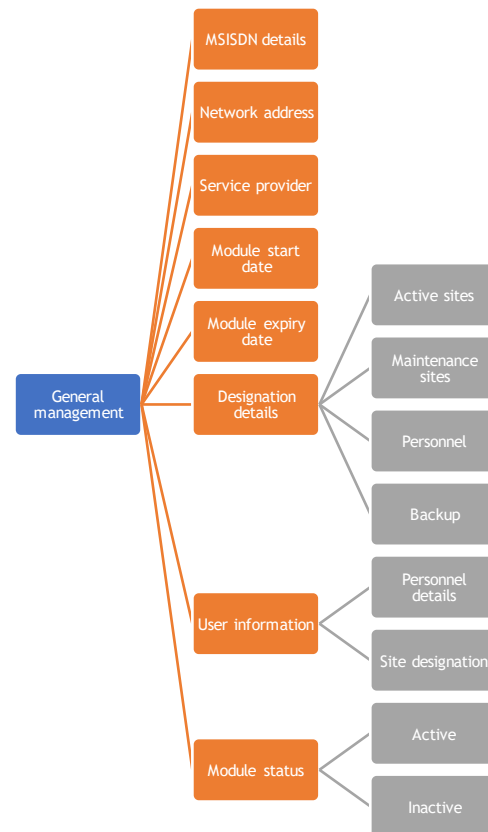 General
management
MSISDN details
Network address
Service provider
Module start
date
Module expiry
date
Designation
details
Active sites
Maintenance
sites
Personnel
Backup
User information
Personnel
details
Site designation
Module status
Active
Inactive